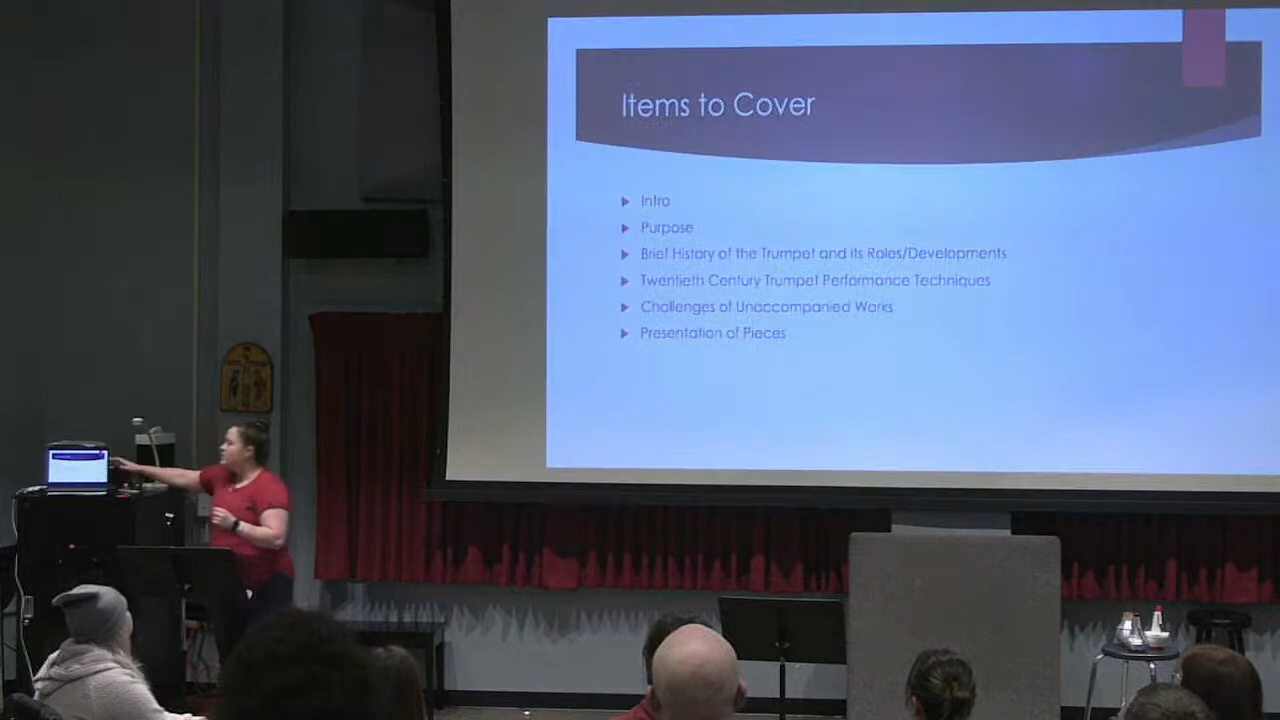 Items to Cover
Intro
Purpose
Brief History of the Trumpet and its Roles/Developments
Twentieth Century Trumpet Performance Techniques
Challenges of Unaccompanied Works
Presentation of Pieces